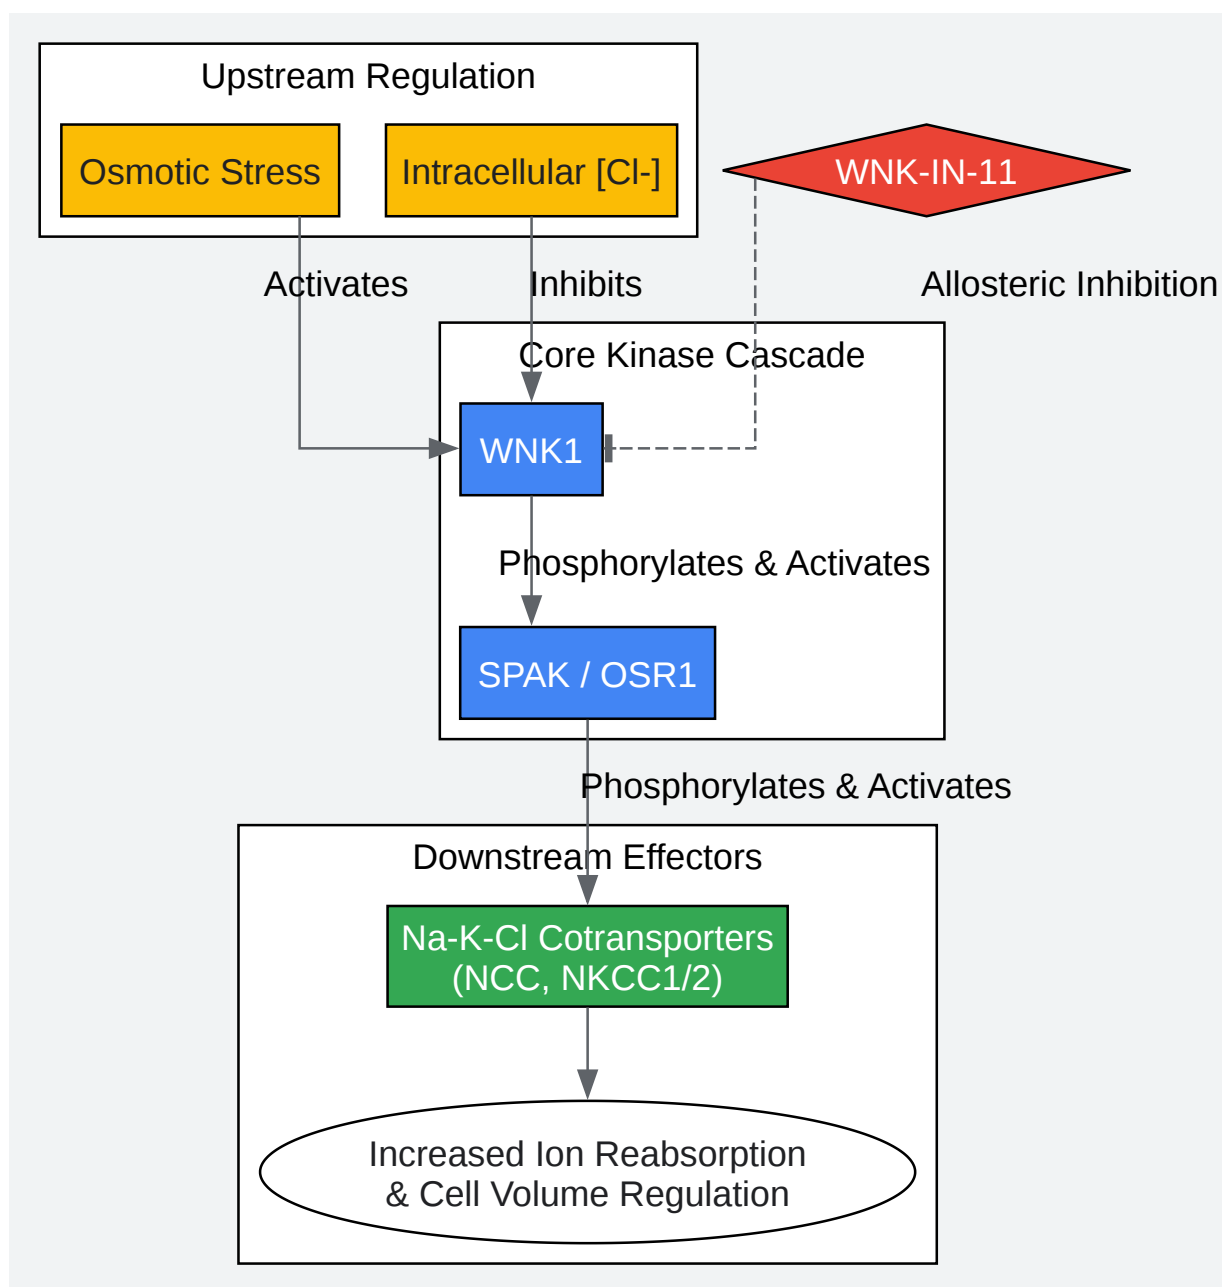 Upstream Regulation
Osmotic Stress
Intracellular [Cl-]
WNK-IN-11
Activates
Inhibits
Allosteric Inhibition
Core Kinase Cascade
WNK1
Phosphorylates & Activates
SPAK / OSR1
Phosphorylates & Activates
Downstream Effectors
Na-K-Cl Cotransporters
(NCC, NKCC1/2)
Increased Ion Reabsorption
& Cell Volume Regulation